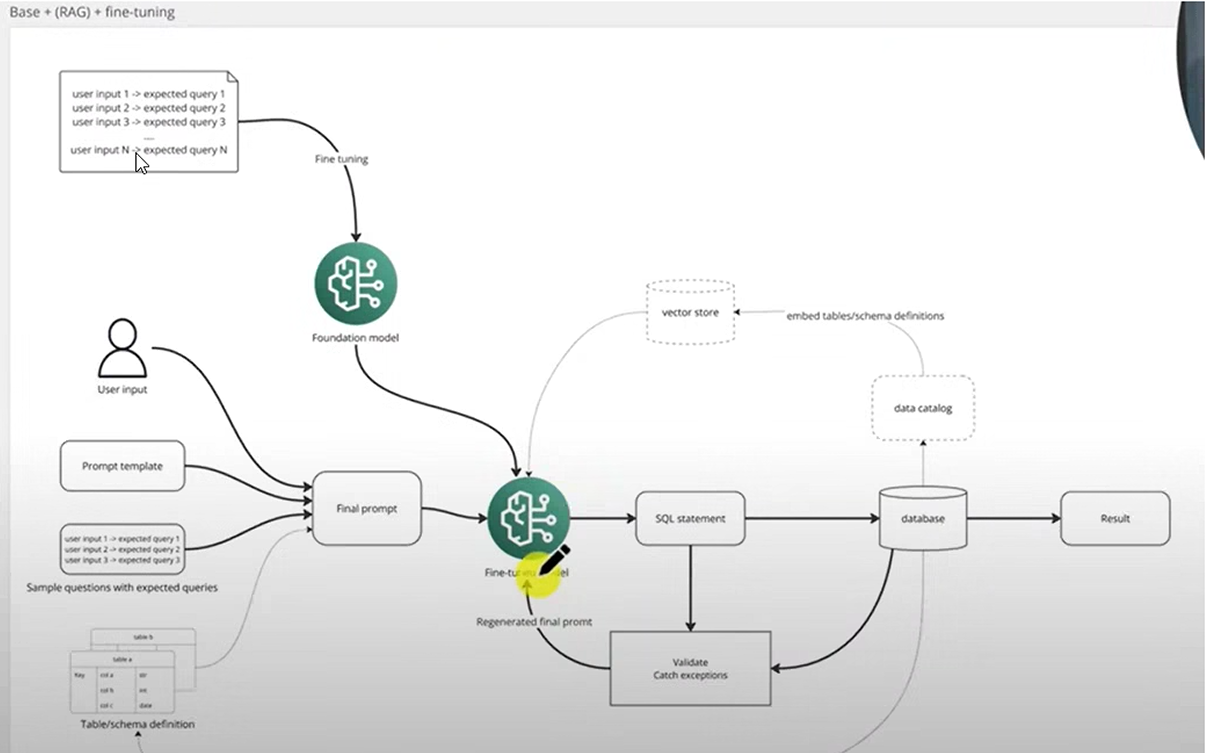 Base + (RAG) + fine-tuning
user input 1 -> expected query 1
user input 2 -> expected query 2
user input 3 -> expected query 3
...
user input N -> expected query N
Fine tuning
Foundation model
vector store
embed tables/schema definitions
User input
data catalog
Prompt template
Final prompt
SQL statement
database
Result
user input 1 -> expected query 1
user input 2 -> expected query 2
user input 3 -> expected query 3
Sample questions with expected queries
Regenerated final promt
table b
table a
Key col a str
col b int
col c date
Validate
Catch exceptions
Table/schema definition